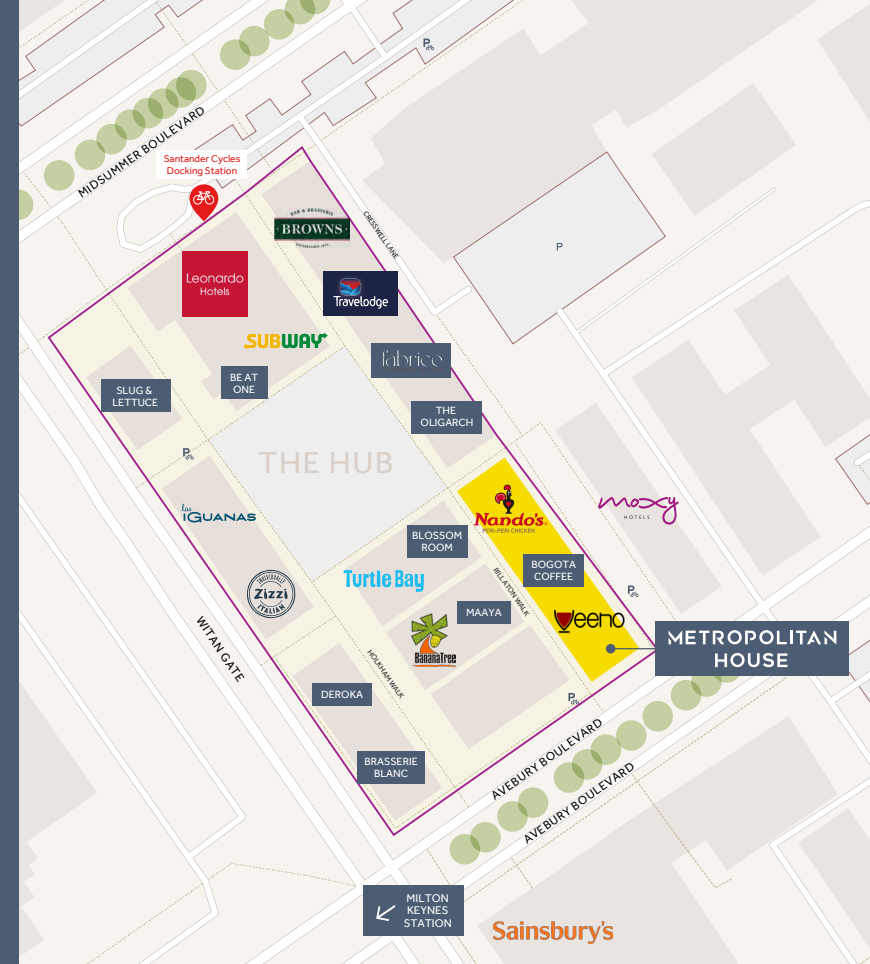 P
MIDSUMMER BOULEVARD
Santander Cycles
Docking Station
BAR & BRASSERIE
BROWNS
CRESSWELL LANE
P
Leonardo
Hotels
Travelodge
SUBWAY
fabrica
BE AT
ONE
SLUG &
LETTUCE
THE
OLIGARCH
THE HUB
P
las
iGUANAS
Nando's
PERi-PERi CHICKEN
moxy
HOTELS
BLOSSOM
ROOM
BOGOTA
COFFEE
Turtle Bay
INDIVIDUALLY
Zizzi
ITALIAN
RILLATON WALK
P
MAAYA
Veeno
BananaTree
WITAN GATE
METROPOLITAN
HOUSE
HOLKHAM WALK
DEROKA
P
BRASSERIE
BLANC
AVEBURY BOULEVARD
AVEBURY BOULEVARD
MILTON
KEYNES
STATION
Sainsbury's